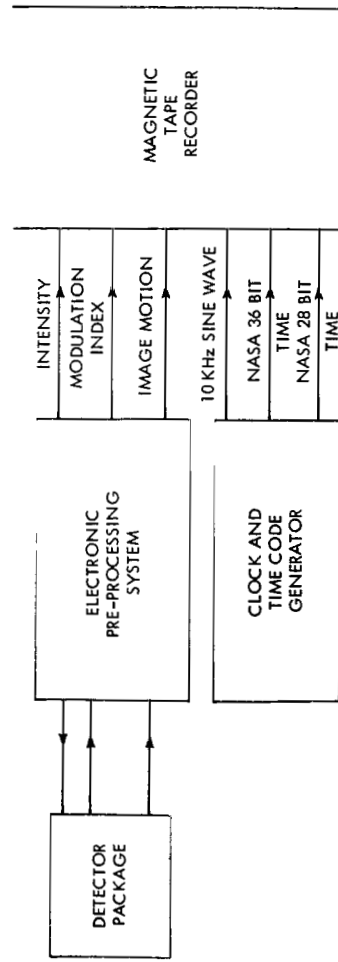 DETECTOR
PACKAGE
ELECTRONIC
PRE-PROCESSING
SYSTEM
CLOCK AND
TIME CODE
GENERATOR
INTENSITY
MODULATION
INDEX
IMAGE MOTION
10 KHz SINE WAVE
NASA 36 BIT
TIME
NASA 28 BIT
TIME
MAGNETIC
TAPE
RECORDER